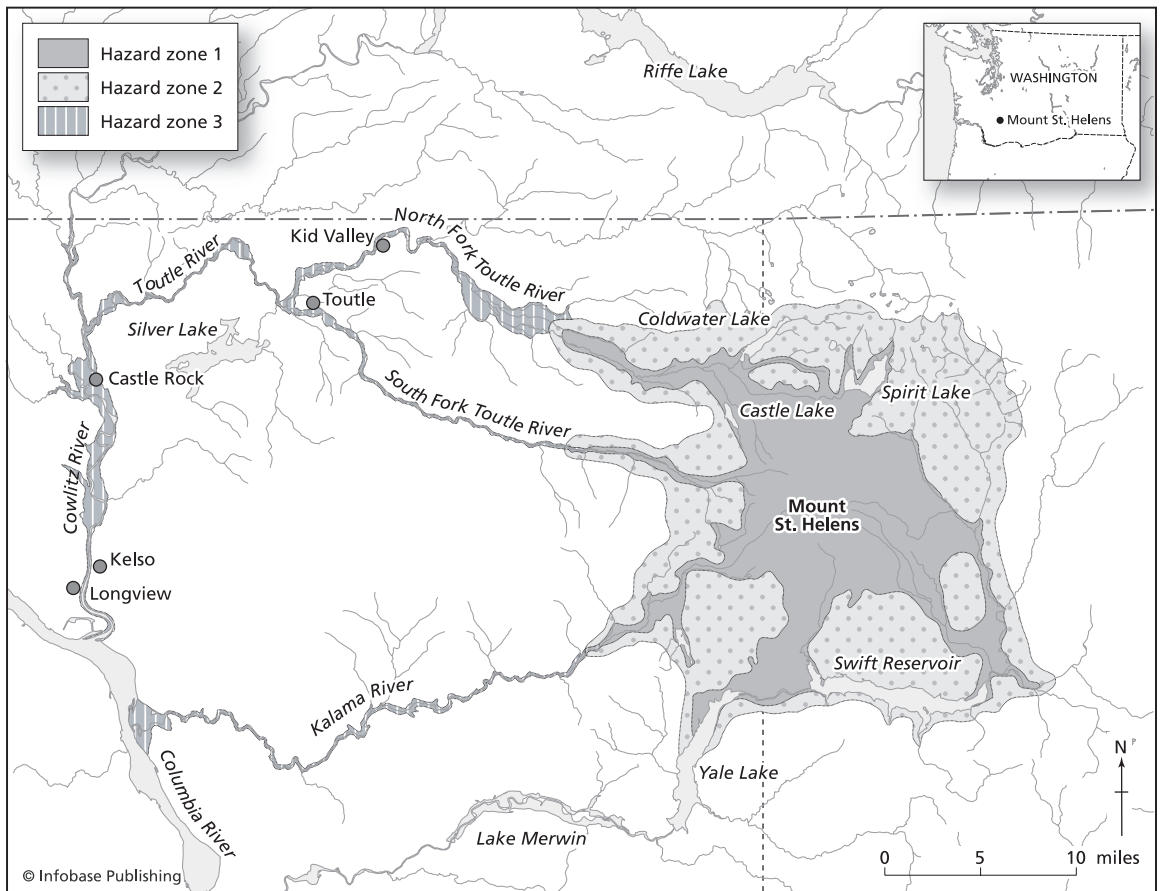 Hazard zone 1
Hazard zone 2
Hazard zone 3
Riffe Lake
WASHINGTON
Mount St. Helens
North Fork Toutle River
Kid Valley
Toutle River
Toutle
Silver Lake
Coldwater Lake
Castle Rock
South Fork Toutle River
Castle Lake
Spirit Lake
Cowlitz River
Mount
St. Helens
Kelso
Longview
Swift Reservoir
Kalama River
Columbia River
Yale Lake
N
Lake Merwin
0 5 10 miles
© Infobase Publishing